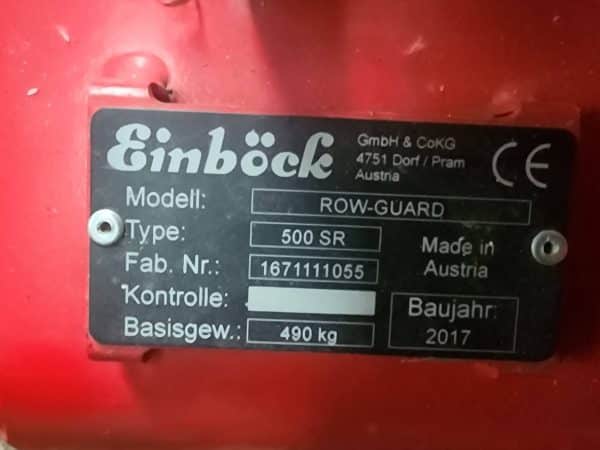 Einböck
GmbH & CoKG
4751 Dorf / Pram
Austria
CE
Modell: ROW-GUARD
Type: 500 SR
Made in
Austria
Fab. Nr.: 1671111055
Kontrolle:
Baujahr:
2017
Basisgew.: 490 kg